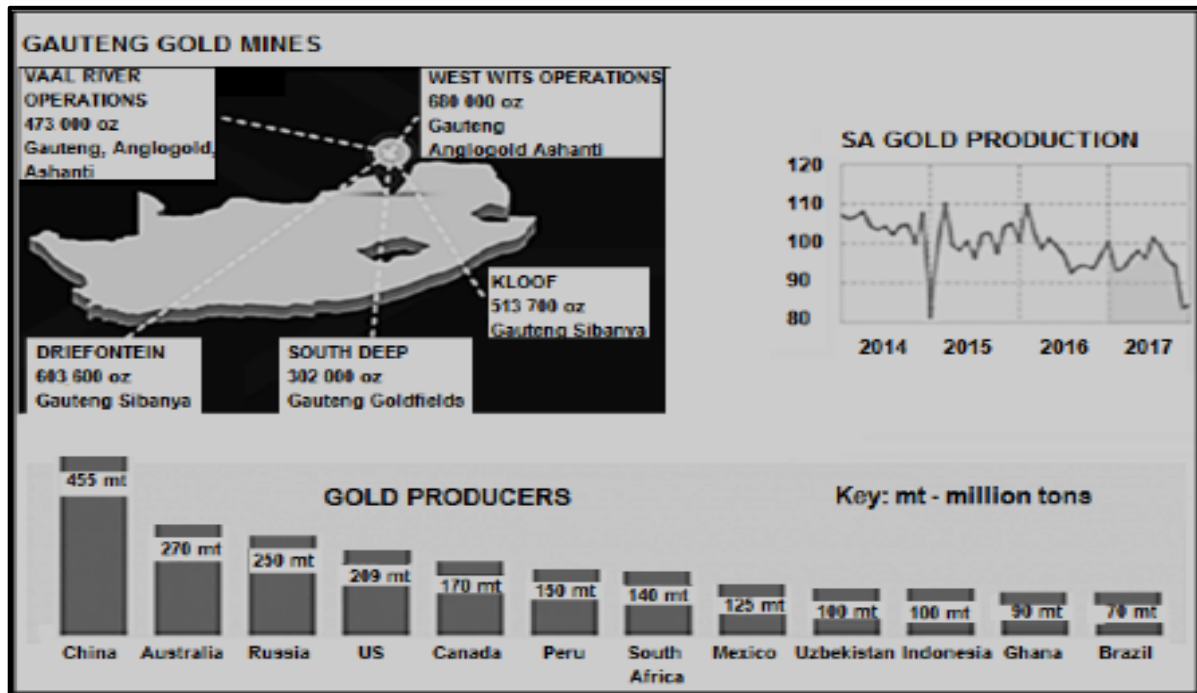 GAUTENG GOLD MINES
VAAL RIVER
OPERATIONS
473 000 oz
Gauteng, Anglogold,
Ashanti
WEST WITS OPERATIONS
680 000 oz
Gauteng
Anglogold Ashanti
KLOOF
513 700 oz
Gauteng Sibanya
DRIEFONTEIN
603 600 oz
Gauteng Sibanya
SOUTH DEEP
302 000 oz
Gauteng Goldfields
SA GOLD PRODUCTION
120
110
100
90
80
2014 2015 2016 2017
GOLD PRODUCERS
Key: mt - million tons
455 mt
270 mt
250 mt
209 mt
170 mt
150 mt
140 mt
125 mt
100 mt
100 mt
90 mt
70 mt
China Australia Russia US Canada Peru South Mexico Uzbekistan Indonesia Ghana Brazil
Africa